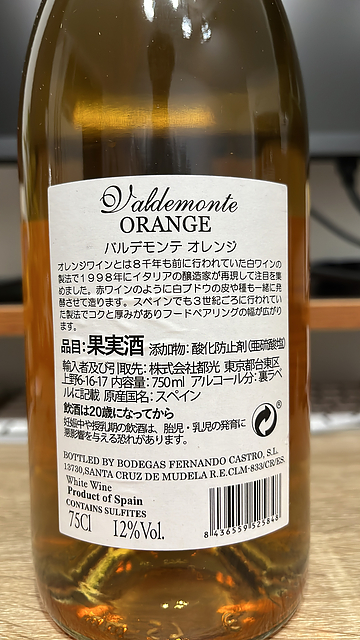 Valdemonte
ORANGE
バルデモンテ オレンジ
オレンジワインとは８千年も前に行われていた白ワインの
製法で１９９８年にイタリアの醸造家が再現して注目を集
めました。赤ワインのように白ブドウの皮や種も一緒に発
酵させて造ります。スペインでも３世紀ころに行われてい
た製法でコクと厚みがありフードペアリングの幅が広がり
ます。
品目：果実酒 添加物：酸化防止剤（亜硫酸塩）
輸入者及び引取先：株式会社都光 東京都台東区
上野6-16-17 内容量：750ml アルコール分：裏ラベ
ルに記載 原産国名：スペイン
飲酒は20歳になってから
妊娠中や授乳期の飲酒は、胎児・乳児の発育に
悪影響を与える恐れがあります。
BOTTLED BY BODEGAS FERNANDO CASTRO, S.L.
13730,SANTA CRUZ DE MUDELA R.E.CLM-833/CR/ES.
White Wine
Product of Spain
CONTAINS SULFITES
75Cl 12%Vol.
8 436559 525848